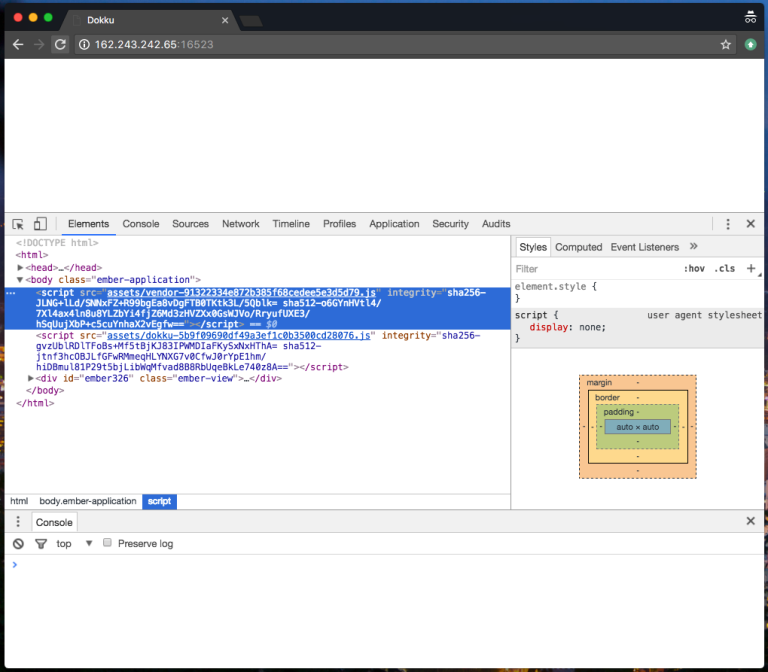 Dokku
162.243.242.65:16523
Elements Console Sources Network Timeline Profiles Application Security Audits
<!DOCTYPE html>
<html>
<head>…</head>
<body class="ember-application">
<script src="assets/vendor-91322334e872b385f68cedee5e3d5d79.js" integrity="sha256-
JLNG+lLd/SNNxFZ+R99bgEa8vDgFTB0TKtk3L/5Qblk= sha512-o6GYnHVtl4/
7Xl4ax4ln8u8YLZbYi4fjZ6Md3zHVZXx0GsWJVo/RryufUXE3/
hSqUujXbP+c5cuYnhaX2vEgfw=="></script> == $0
<script src="assets/dokku-5b9f09690df49a3ef1c0b3500cd28076.js" integrity="sha256-
gvzUblRDlTFoBs+Mf5tBjKJ83IPWMDIaFKySxNxHThA= sha512-
jtnf3hcOBJLfGFwRMmeqHLYNXG7v0CfwJ0rYpE1hm/
hiDBmul81P29t5bjLibWqMfvad8B8RbUqeBkLe740z8A=="></script>
<div id="ember326" class="ember-view">…</div>
</body>
</html>
html body.ember-application script
Styles Computed Event Listeners »
Filter :hov .cls +
element.style {
}
script { user agent stylesheet
display: none;
}
margin -
border -
padding -
- - - auto × auto - - -
-
-
-
Console
top Preserve log